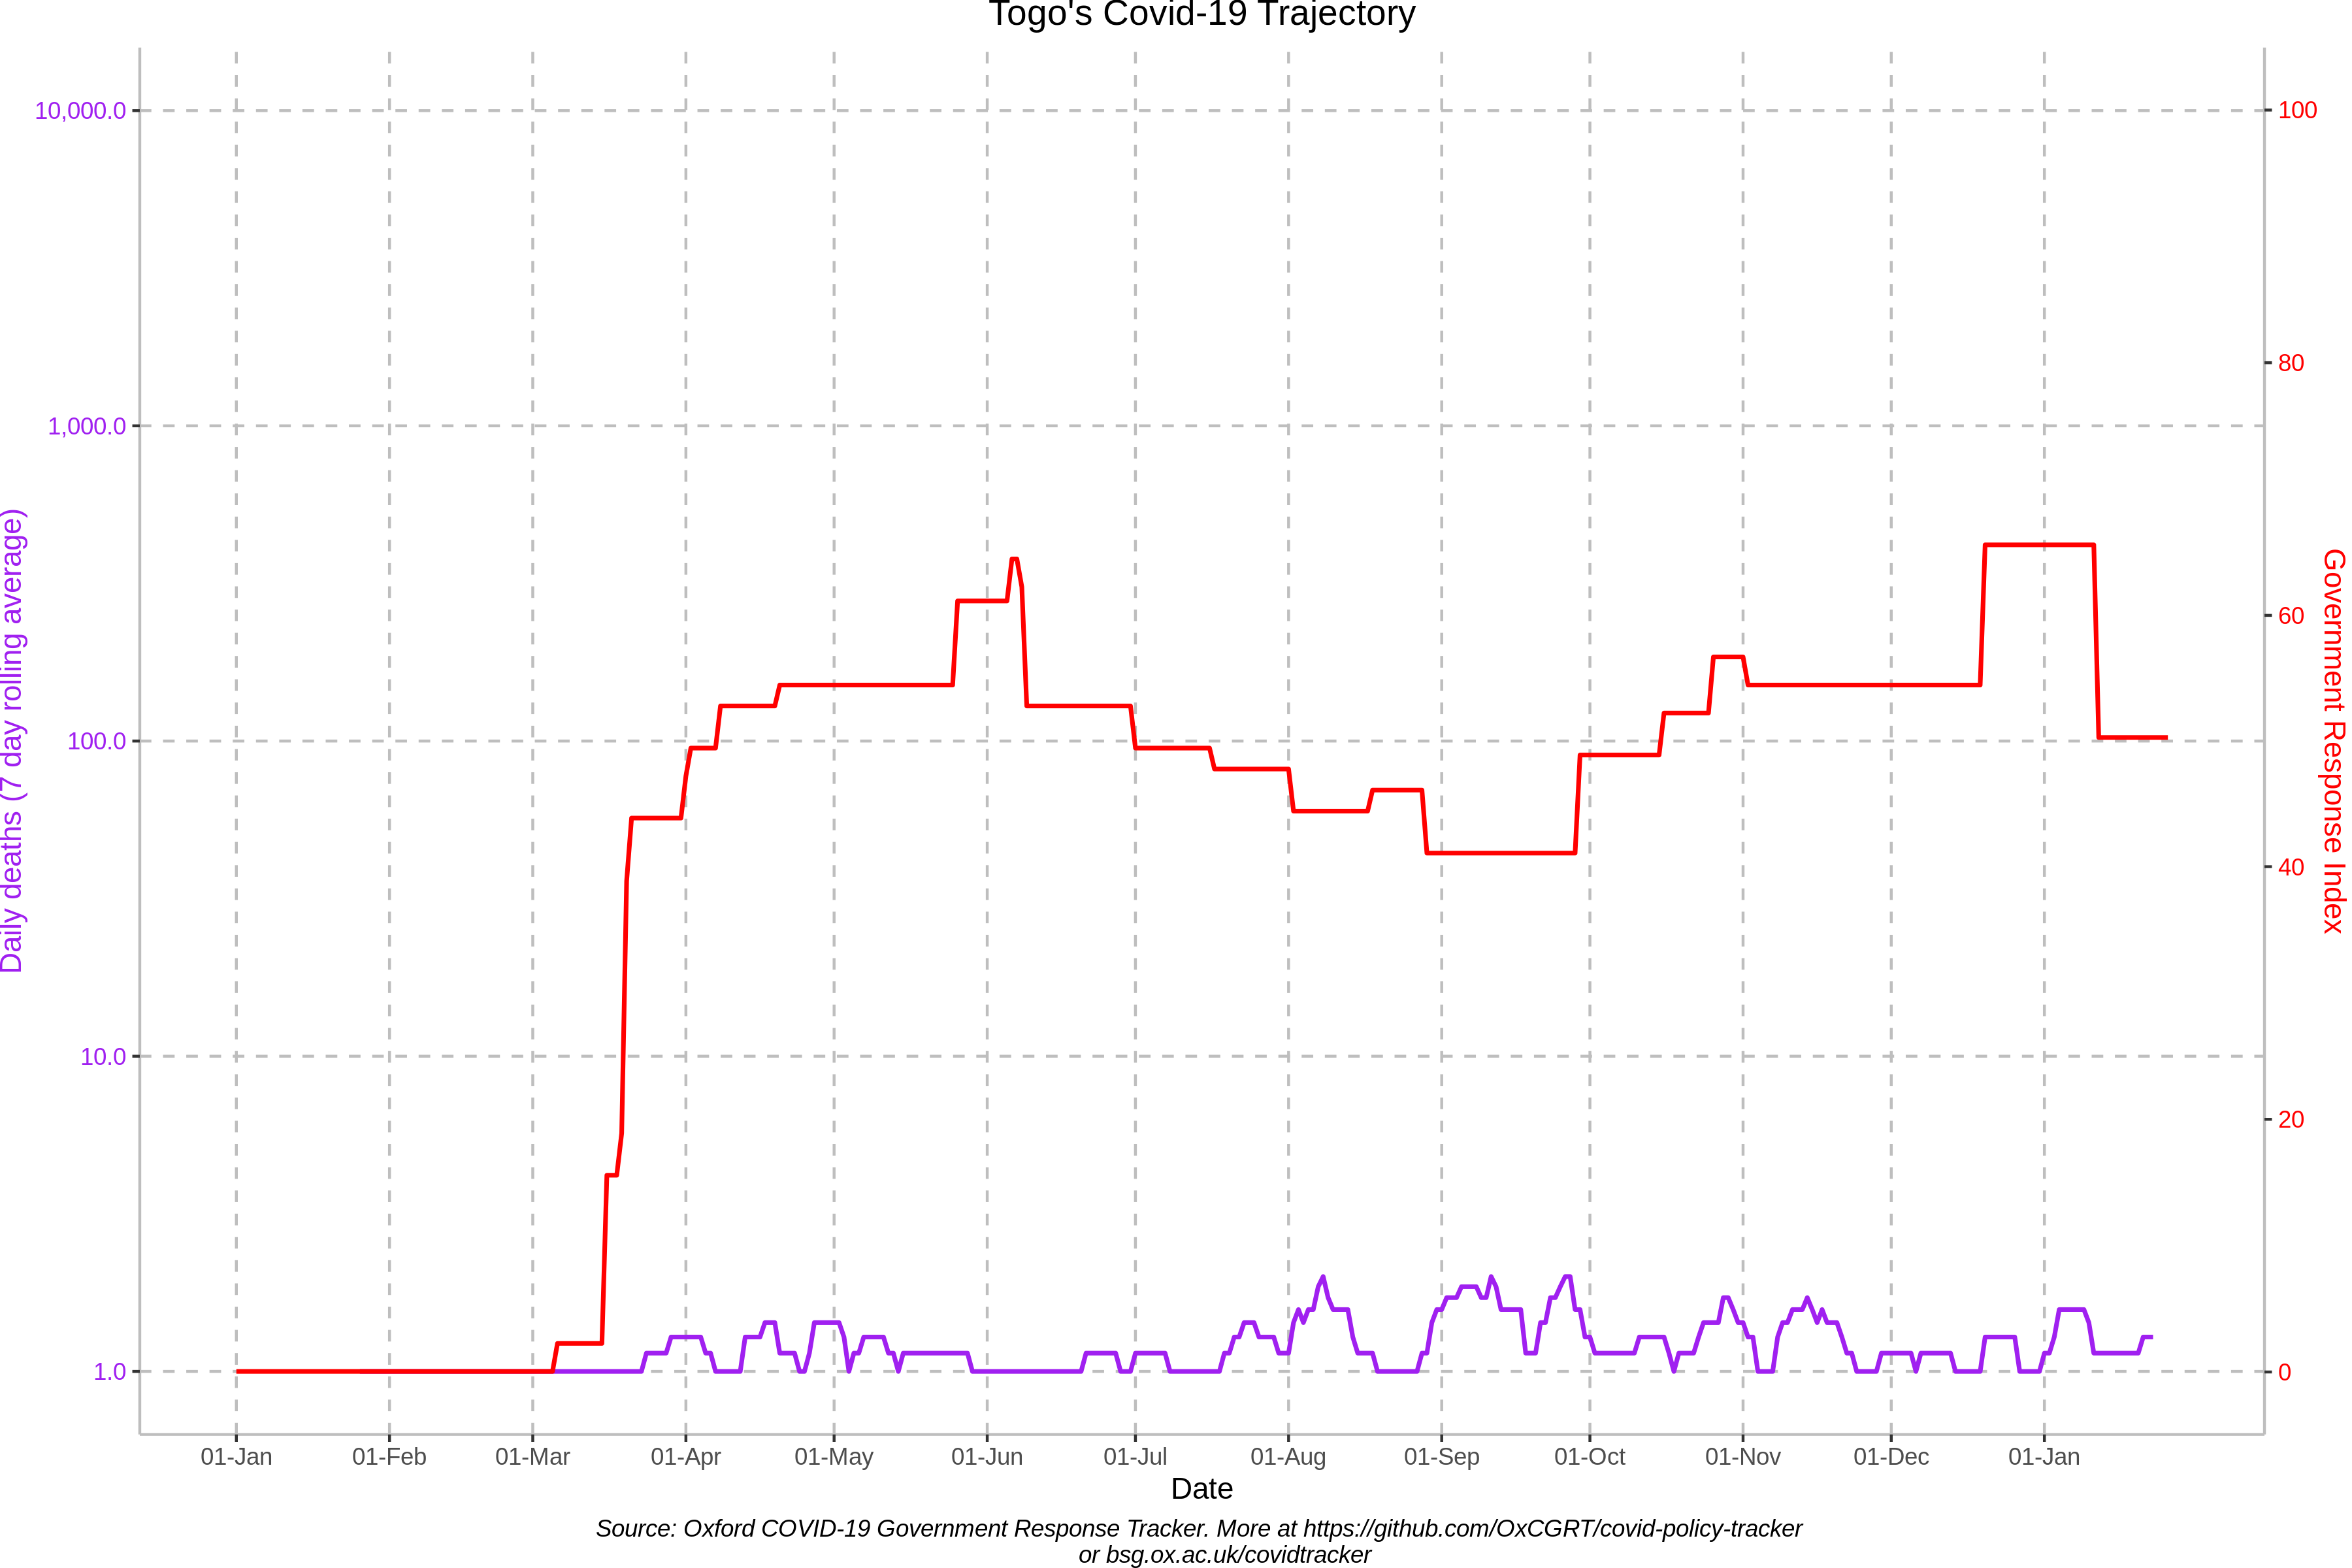 Togo's Covid-19 Trajectory
10,000.0
1,000.0
100.0
10.0
1.0
Daily deaths (7 day rolling average)
100
80
60
40
20
0
Government Response Index
01-Jan 01-Feb 01-Mar 01-Apr 01-May 01-Jun 01-Jul 01-Aug 01-Sep 01-Oct 01-Nov 01-Dec 01-Jan
Date
Source: Oxford COVID-19 Government Response Tracker. More at https://github.com/OxCGRT/covid-policy-tracker
or bsg.ox.ac.uk/covidtracker